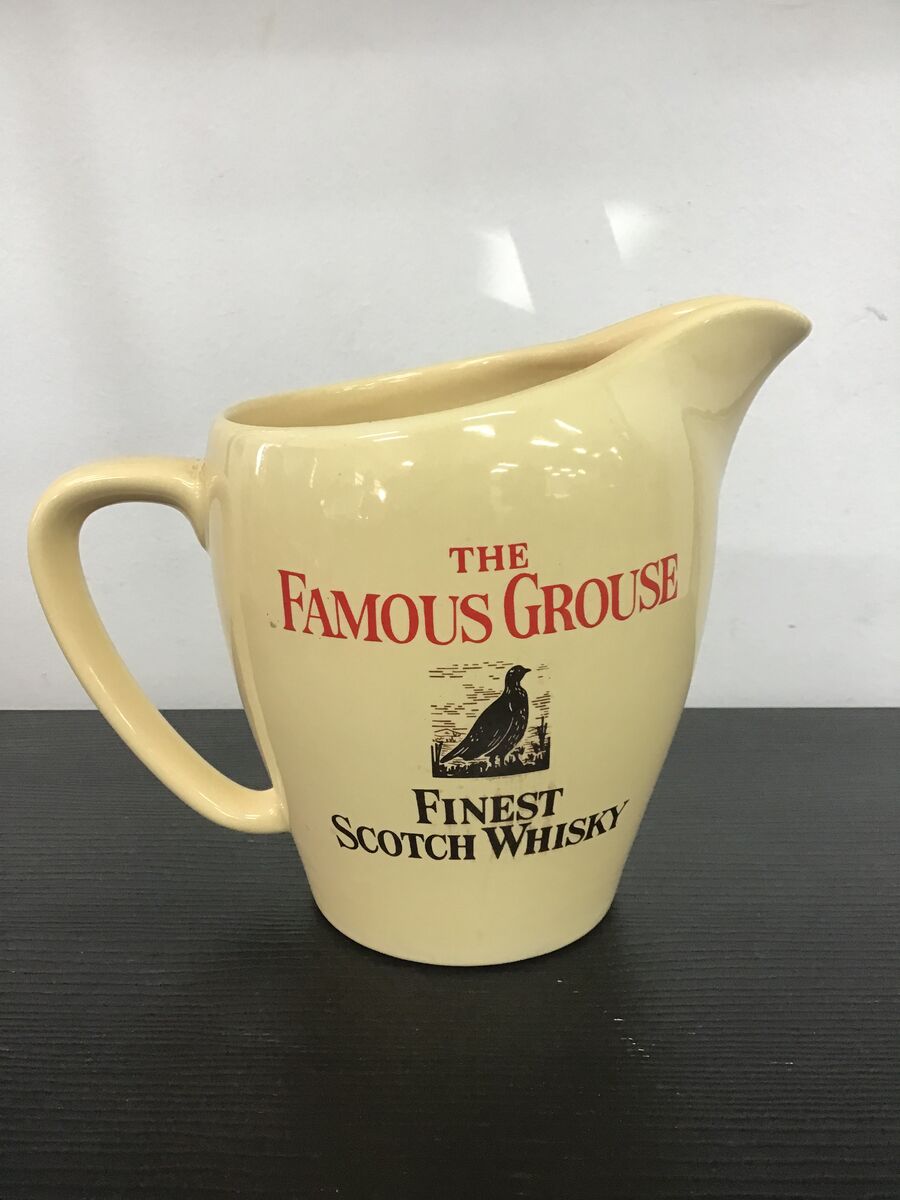 THE
FAMOUS GROUSE
FINEST
SCOTCH WHISKY